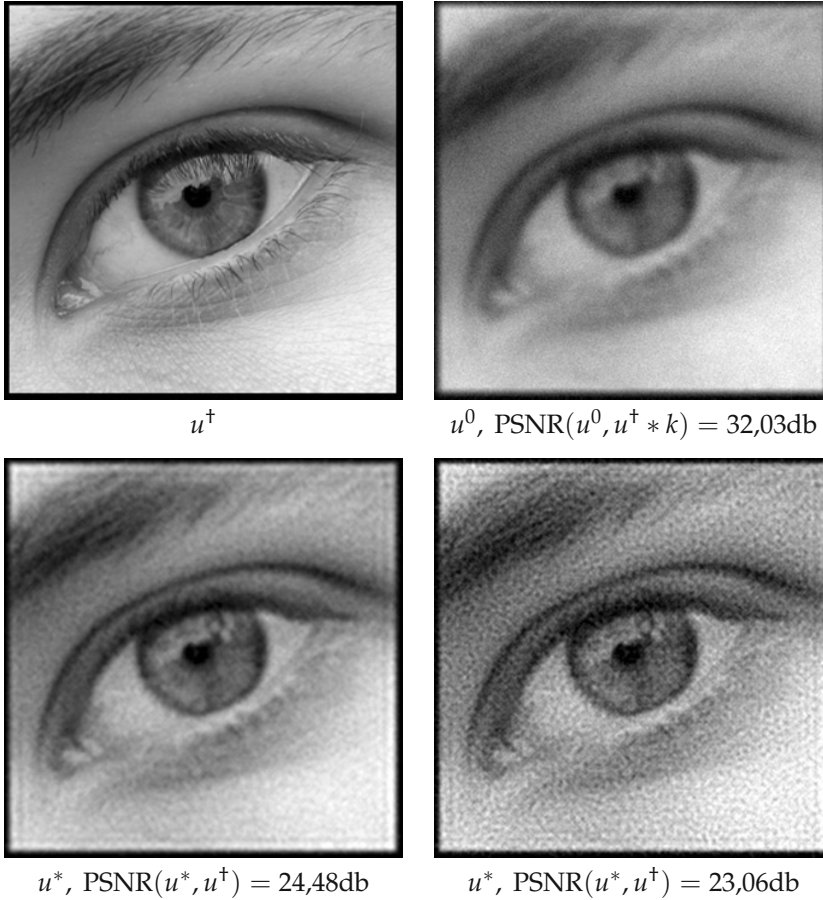 u†
u⁰, PSNR(u⁰, u† ∗ k) = 32,03db
u*, PSNR(u*, u†) = 24,48db
u*, PSNR(u*, u†) = 23,06db